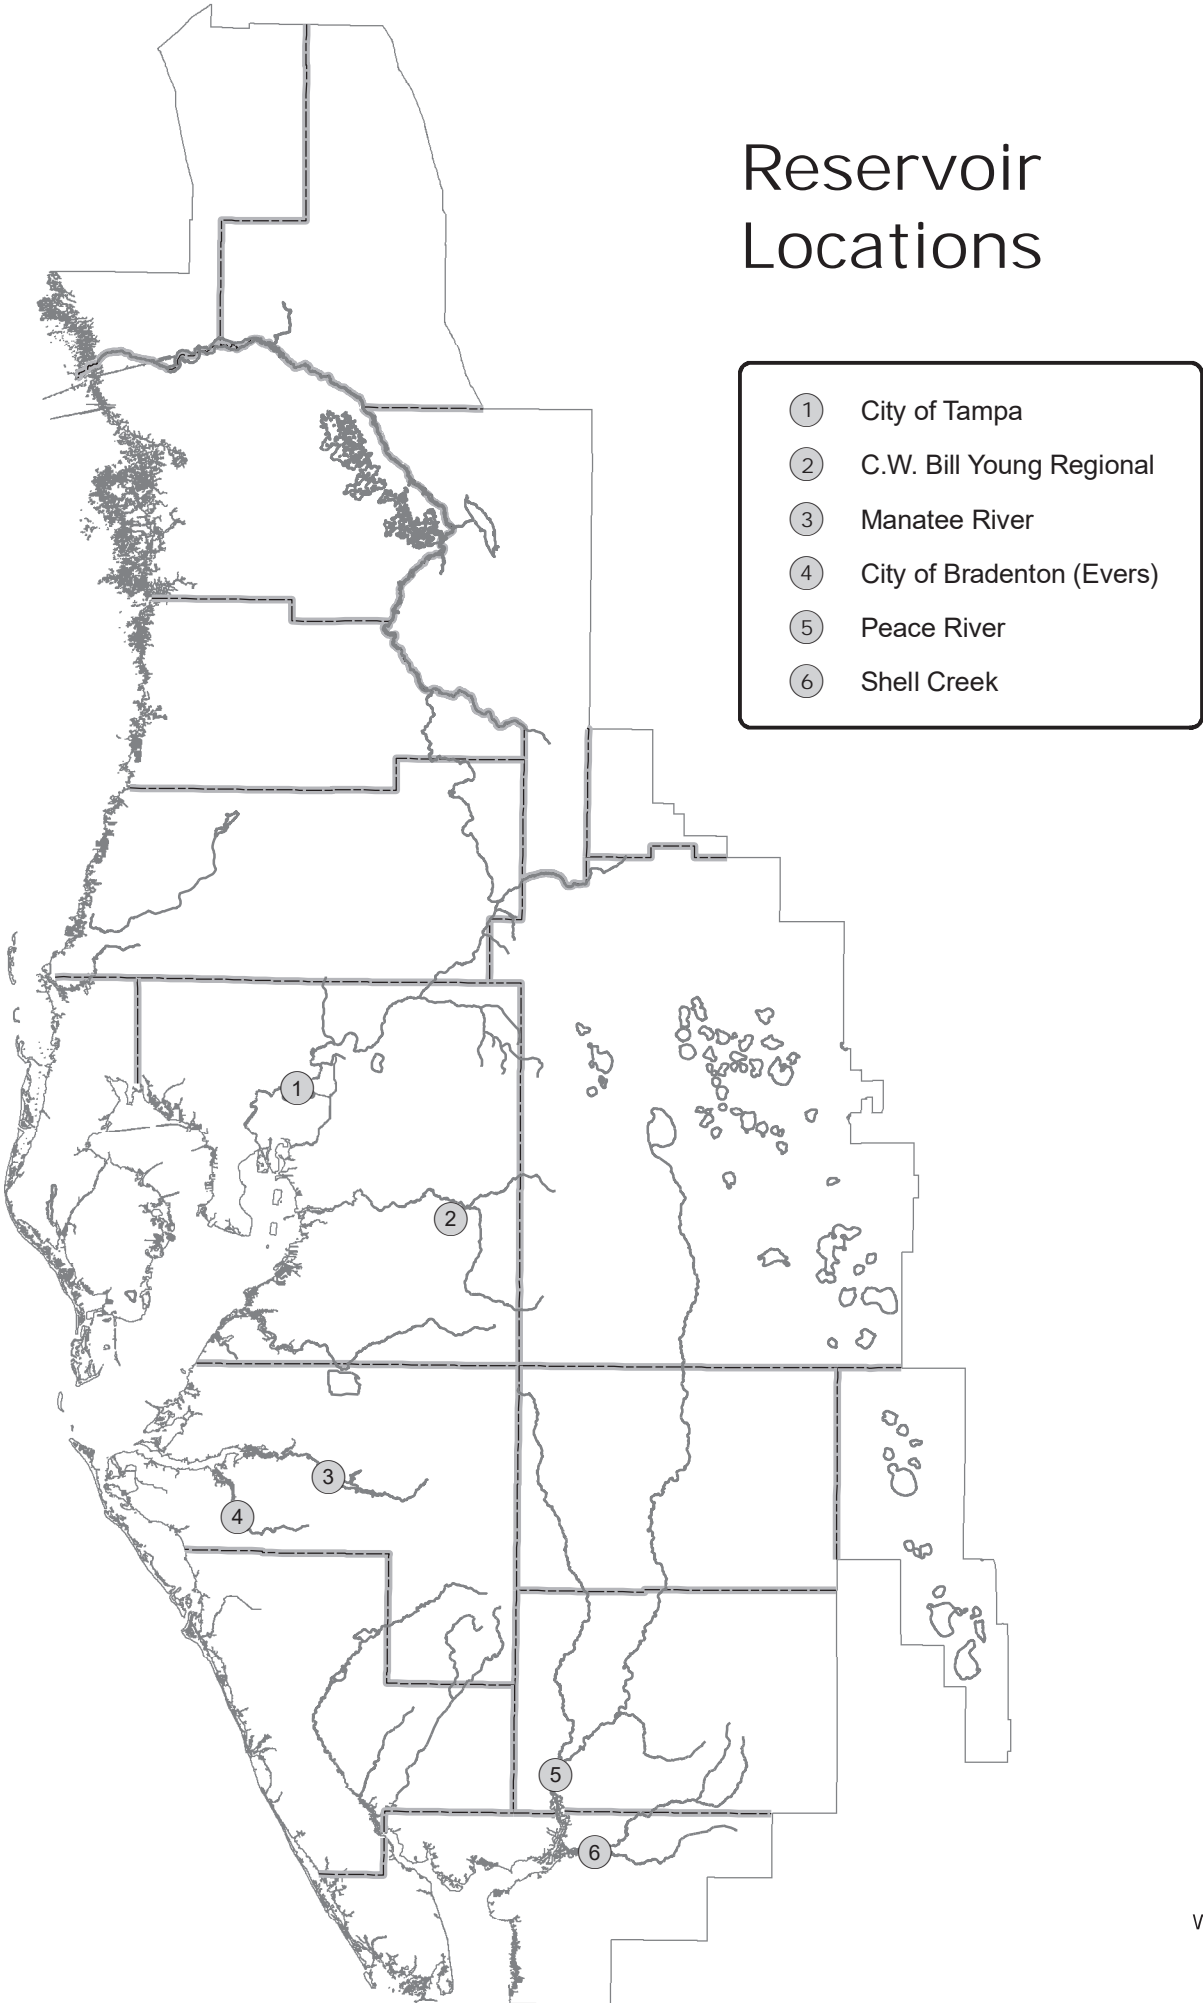 Reservoir
Locations
1 City of Tampa
2 C.W. Bill Young Regional
3 Manatee River
4 City of Bradenton (Evers)
5 Peace River
6 Shell Creek
1
2
3
4
5
6